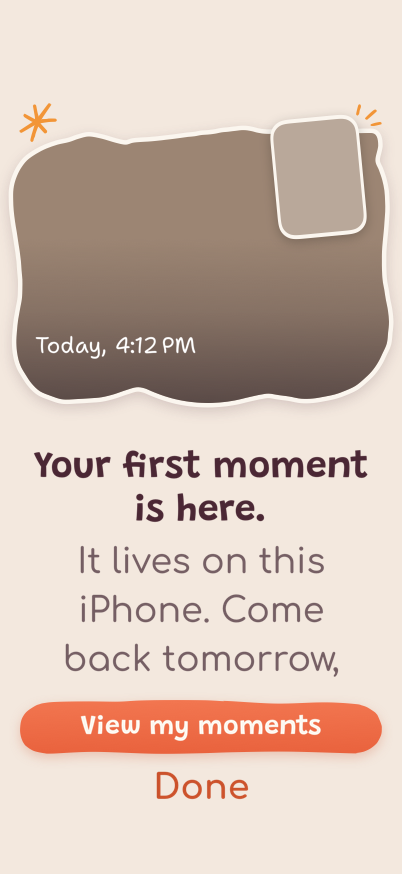 Today, 4:12 PM
Your first moment
is here.
It lives on this
iPhone. Come
back tomorrow,
View my moments
Done